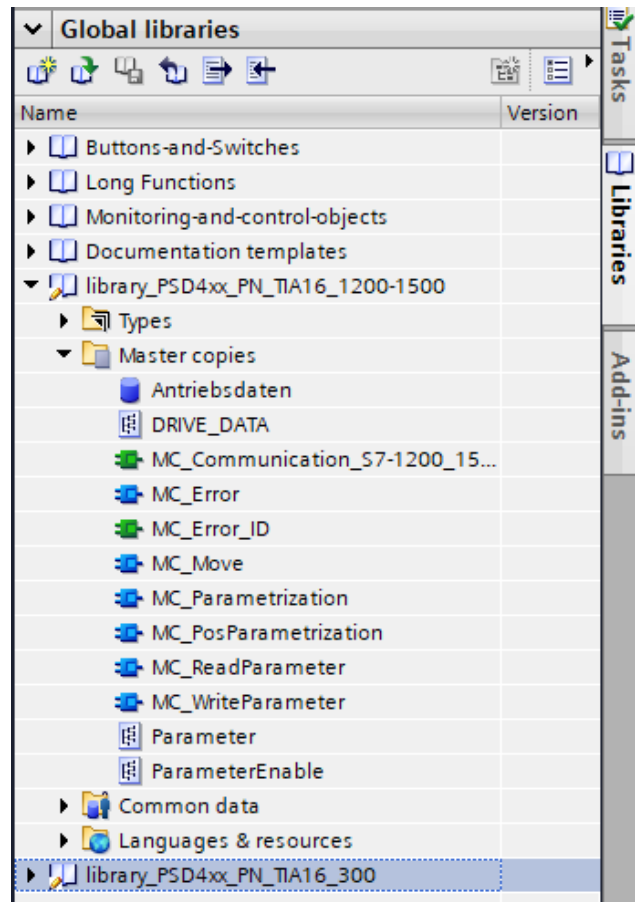 Global libraries
Name Version
Buttons-and-Switches
Long Functions
Monitoring-and-control-objects
Documentation templates
library_PSD4xx_PN_TIA16_1200-1500
Types
Master copies
Antriebsdaten
DRIVE_DATA
MC_Communication_S7-1200_15...
MC_Error
MC_Error_ID
MC_Move
MC_Parametrization
MC_PosParametrization
MC_ReadParameter
MC_WriteParameter
Parameter
ParameterEnable
Common data
Languages & resources
library_PSD4xx_PN_TIA16_300
Tasks
Libraries
Add-ins